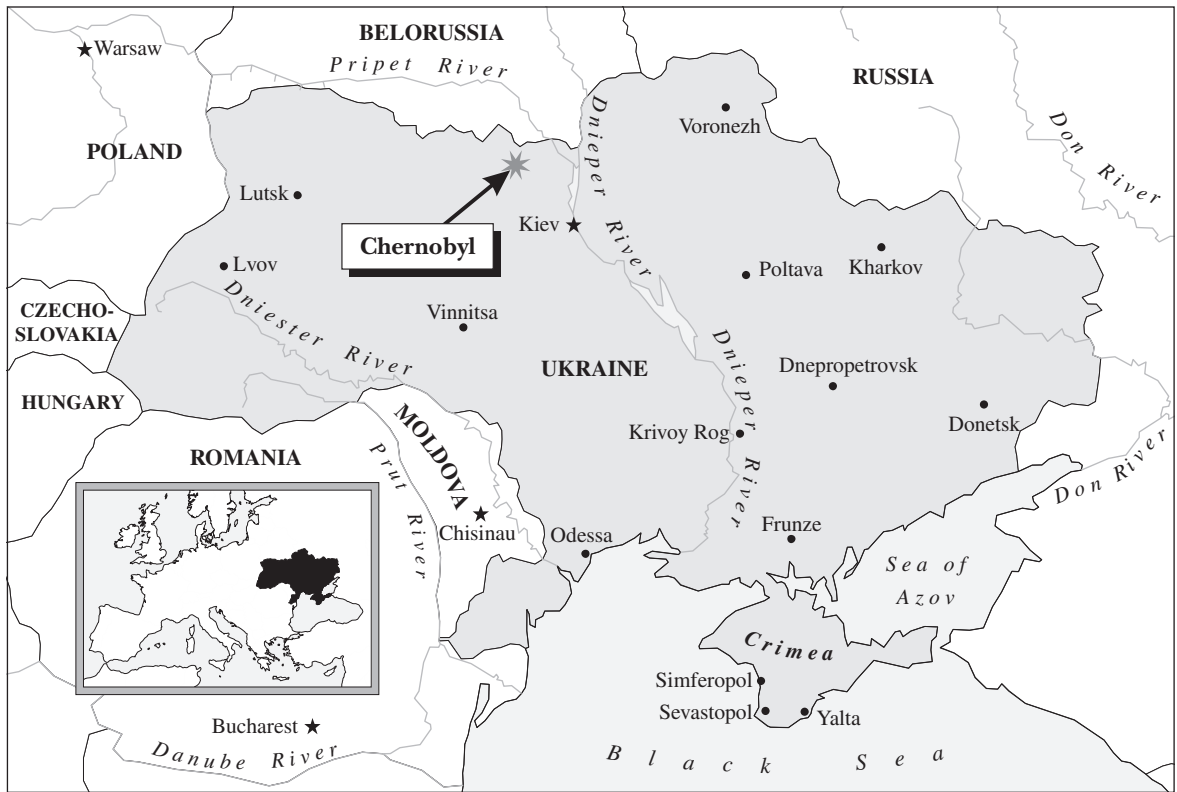 BELORUSSIA
Warsaw
Pripet River
RUSSIA
Dnieper River
Voronezh
Don River
POLAND
Lutsk
Kiev
Chernobyl
Lvov
Poltava
Kharkov
Dniester River
Vinnitsa
CZECHO-
SLOVAKIA
UKRAINE
Dnieper River
Dnepropetrovsk
HUNGARY
MOLDOVA
Krivoy Rog
Donetsk
ROMANIA
Prut River
Don River
Chisinau
Odessa
Frunze
Sea of
Azov
Crimea
Simferopol
Sevastopol
Yalta
Bucharest
Danube River
Black Sea